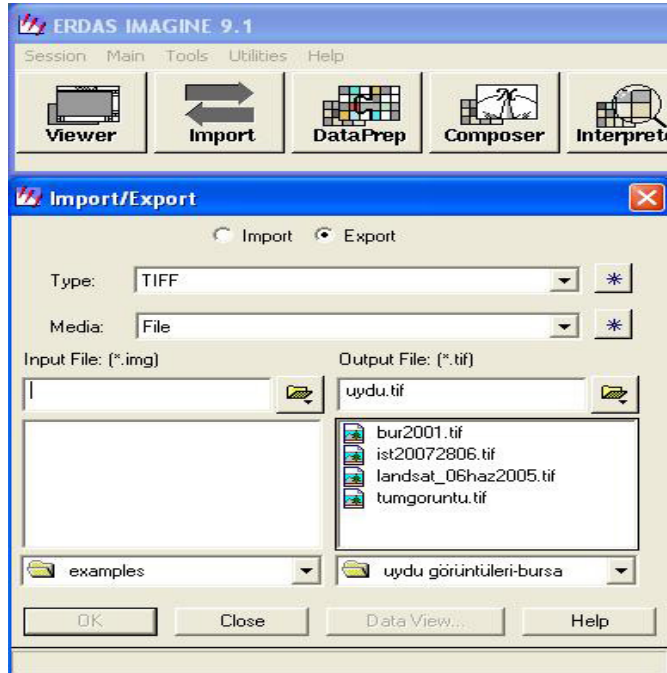 ERDAS IMAGINE 9.1
Session Main Tools Utilities Help
Viewer Import DataPrep Composer Interprete
Import/Export
Import Export
Type: TIFF
Media: File
Input File: (*.img) Output File: (*.tif)
uydu.tif
bur2001.tif
ist20072806.tif
landsat_06haz2005.tif
tumgoruntu.tif
examples uydu görüntüleri-bursa
OK Close Data View... Help